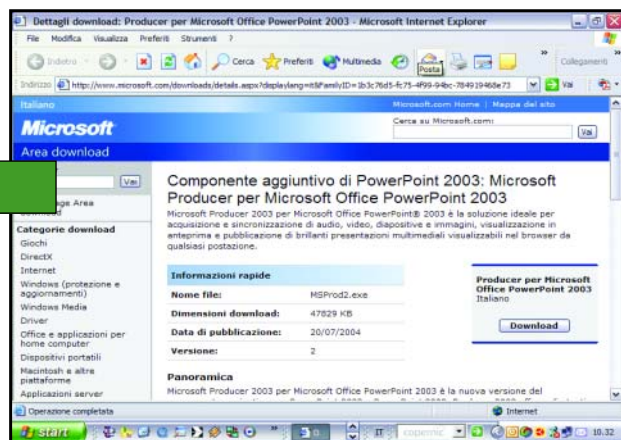 Dettagli download: Producer per Microsoft Office PowerPoint 2003 - Microsoft Internet Explorer
File Modifica Visualizza Preferiti Strumenti ?
Indietro Cerca Preferiti Multimedia Collegamenti
Posta
Indirizzo http://www.microsoft.com/downloads/details.aspx?displaylang=it&FamilyID=1b3c76d5-fc75-4f99-94bc-784919468e73 Vai
Italiano Microsoft.com Home | Mappa del sito
Microsoft Cerca su Microsoft.com:
Vai
Area download
Vai
Componente aggiuntivo di PowerPoint 2003: Microsoft
Producer per Microsoft Office PowerPoint 2003
Microsoft Producer 2003 per Microsoft Office PowerPoint® 2003 è la soluzione ideale per
acquisizione e sincronizzazione di audio, video, diapositive e immagini, visualizzazione in
anteprima e pubblicazione di brillanti presentazioni multimediali visualizzabili nel browser da
qualsiasi postazione.
Area
Categorie download
Giochi
DirectX
Internet
Windows (protezione e
aggiornamenti)
Windows Media
Driver
Office e applicazioni per
home computer
Dispositivi portatili
Macintosh e altre
piattaforme
Applicazioni server
Informazioni rapide
Nome file: MSProd2.exe
Dimensioni download: 47829 KB
Data di pubblicazione: 20/07/2004
Versione: 2
Producer per Microsoft
Office PowerPoint 2003
Italiano
Download
Panoramica
Microsoft Producer 2003 per Microsoft Office PowerPoint 2003 è la nuova versione del
Operazione completata Internet
start IT copernic 10.32